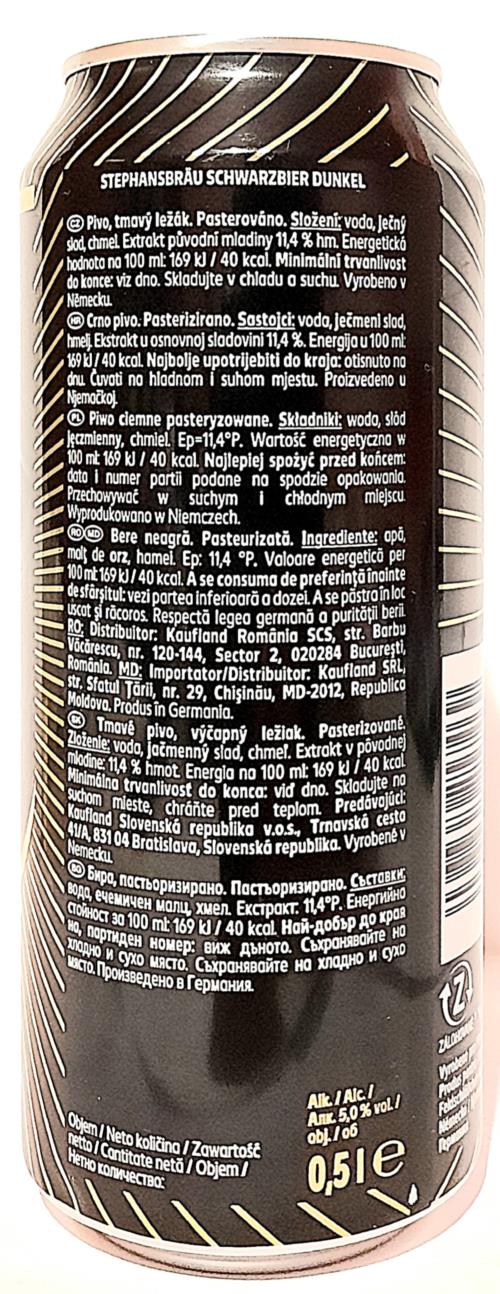 STEPHANSBRÄU SCHWARZBIER DUNKEL
CZ Pivo, tmavý ležák. Pasterováno. Složení: voda, ječný
slad, chmel. Extrakt původní mladiny 11,4 % hm. Energetická
hodnota na 100 ml: 169 kJ / 40 kcal. Minimální trvanlivost
do konce: viz dno. Skladujte v chladu a suchu. Vyrobeno v
Německu.
HR Crno pivo. Pasterizirano. Sastojci: voda, ječmeni slad,
hmelj. Ekstrakt u osnovnoj sladovini 11,4 %. Energija u 100 ml:
169 kJ / 40 kcal. Najbolje upotrijebiti do kraja: otisnuto na
dnu. Čuvati na hladnom i suhom mjestu. Proizvedeno u
Njemačkoj.
PL Piwo ciemne pasteryzowane. Składniki: woda, słód
jęczmienny, chmiel. Ep=11,4°P. Wartość energetyczna w
100 ml: 169 kJ / 40 kcal. Najlepiej spożyć przed końcem:
data i numer partii podane na spodzie opakowania.
Przechowywać w suchym i chłodnym miejscu.
Wyprodukowano w Niemczech.
RO MD Bere neagră. Pasteurizată. Ingrediente: apă,
malț de orz, hamei. Ep: 11,4 °P. Valoare energetică per
100 ml: 169 kJ / 40 kcal. A se consuma de preferință înainte
de sfârșitul: vezi partea inferioară a dozei. A se păstra în loc
uscat și răcoros. Respectă legea germană a purității berii.
RO: Distribuitor: Kaufland România SCS, str. Barbu
Văcărescu, nr. 120-144, Sector 2, 020284 București,
România. MD: Importator/Distribuitor: Kaufland SRL,
str. Sfatul Țării, nr. 29, Chișinău, MD-2012, Republica
Moldova. Produs în Germania.
SK Tmavé pivo, výčapný ležiak. Pasterizované.
Zloženie: voda, jačmenný slad, chmeľ. Extrakt v pôvodnej
mladine: 11,4 % hmot. Energia na 100 ml: 169 kJ / 40 kcal.
Minimálna trvanlivosť do konca: viď dno. Skladujte na
suchom mieste, chráňte pred teplom. Predávajúci:
Kaufland Slovenská republika v.o.s., Trnavská cesta
41/A, 831 04 Bratislava, Slovenská republika. Vyrobené v
Nemecku.
BG Бира, пастьоризирано. Пастьоризирано. Съставки:
вода, ечемичен малц, хмел. Екстракт: 11,4°P. Енергийна
стойност за 100 ml: 169 kJ / 40 kcal. Най-добър до края
на, партиден номер: виж дъното. Съхранявайте на
хладно и сухо място. Съхранявайте на хладно и сухо
място. Произведено в Германия.
Alk. / Alc. /
Алк. 5,0 % vol. /
obj. / об
0,5 l e
Objem / Neto količina / Zawartość
netto / Cantitate netă / Objem /
Нетно количество:
Z